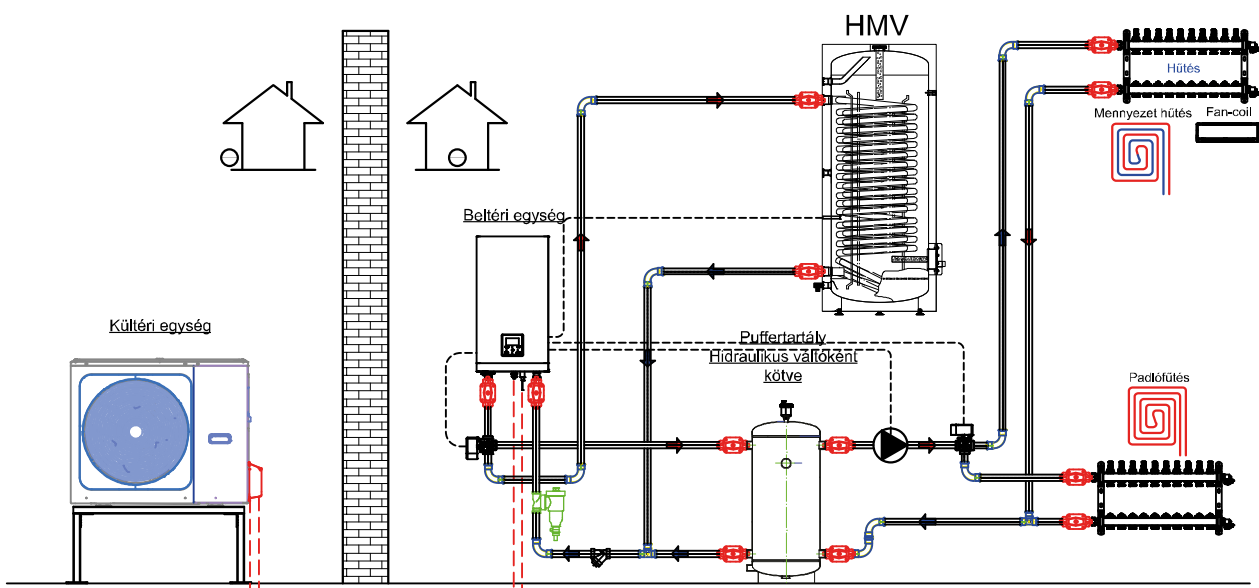 HMV
Hűtés
Mennyezet hűtés
Fan-coil
Beltéri egység
Kültéri egység
Puffertartály
Hidraulikus váltóként
kötve
Padlófűtés